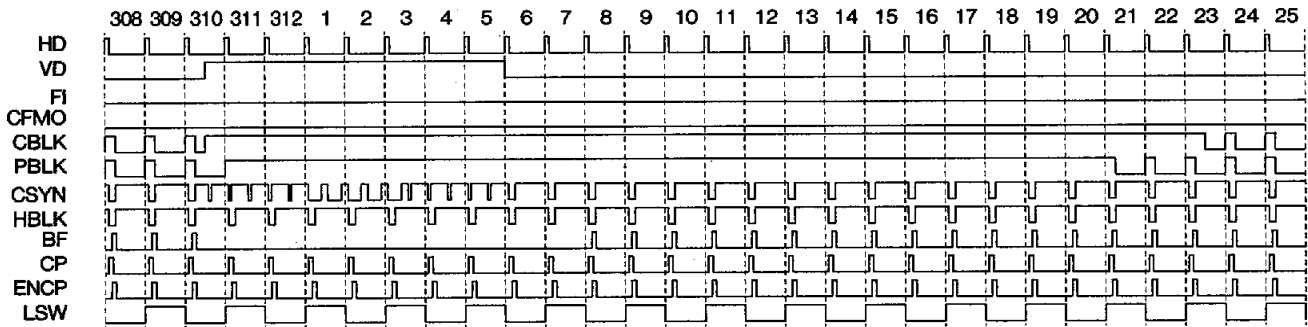 308 309 310 311 312 1 2 3 4 5 6 7 8 9 10 11 12 13 14 15 16 17 18 19 20 21 22 23 24 25
HD
VD
FI
CFMO
CBLK
PBLK
CSYN
HBLK
BF
CP
ENCP
LSW